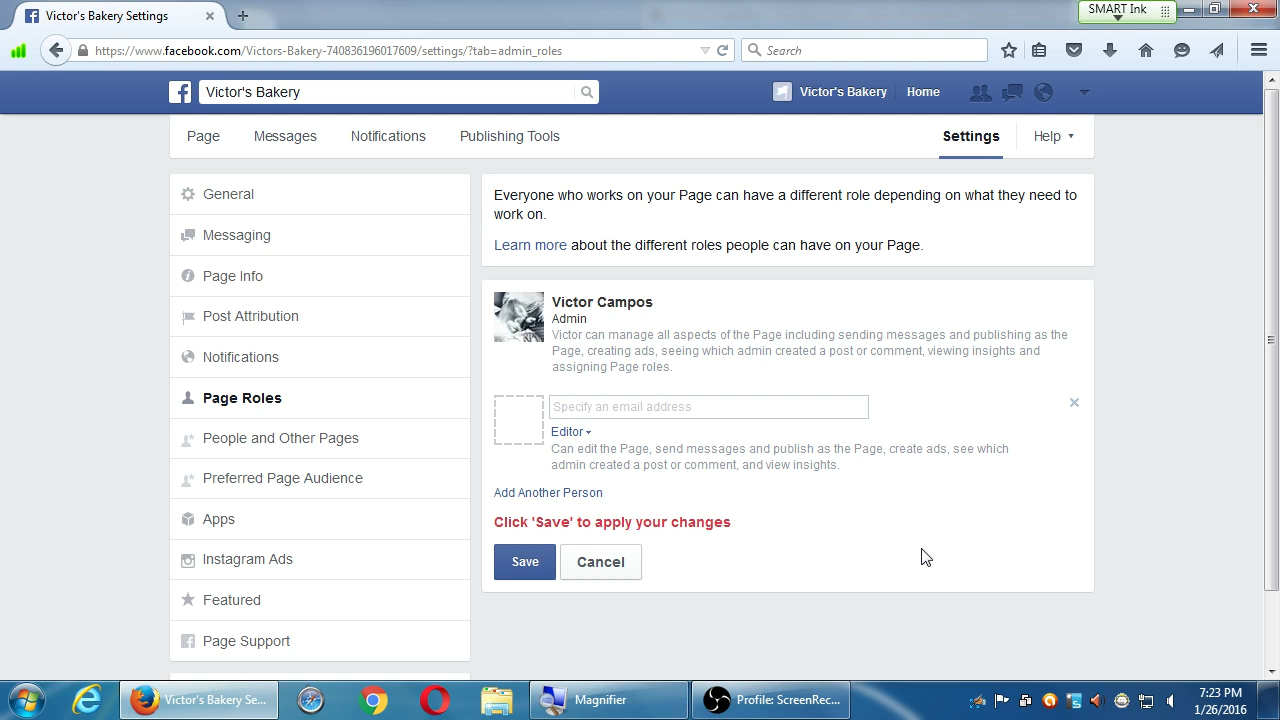 Victor's Bakery Settings
SMART Ink
https://www.facebook.com/Victors-Bakery-740836196017609/settings/?tab=admin_roles
Search
Victor's Bakery
Victor's Bakery
Home
Page
Messages
Notifications
Publishing Tools
Settings
Help
General
Messaging
Page Info
Post Attribution
Notifications
Page Roles
People and Other Pages
Preferred Page Audience
Apps
Instagram Ads
Featured
Page Support
Everyone who works on your Page can have a different role depending on what they need to
work on.
Learn more about the different roles people can have on your Page.
Victor Campos
Admin
Victor can manage all aspects of the Page including sending messages and publishing as the
Page, creating ads, seeing which admin created a post or comment, viewing insights and
assigning Page roles.
Specify an email address
Editor
Can edit the Page, send messages and publish as the Page, create ads, see which
admin created a post or comment, and view insights.
Add Another Person
Click 'Save' to apply your changes
Save
Cancel
Victor's Bakery Se...
Magnifier
Profile: ScreenRec...
7:23 PM
1/26/2016